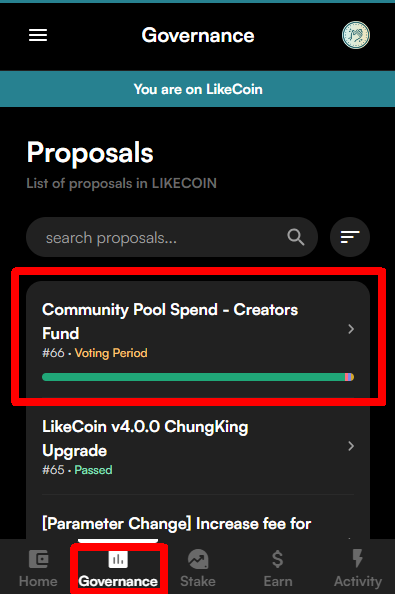 Governance
You are on LikeCoin
Proposals
List of proposals in LIKECOIN
search proposals...
Community Pool Spend - Creators
Fund
#66 · Voting Period
LikeCoin v4.0.0 ChungKing
Upgrade
#65 · Passed
[Parameter Change] Increase fee for
Home Governance Stake Earn Activity